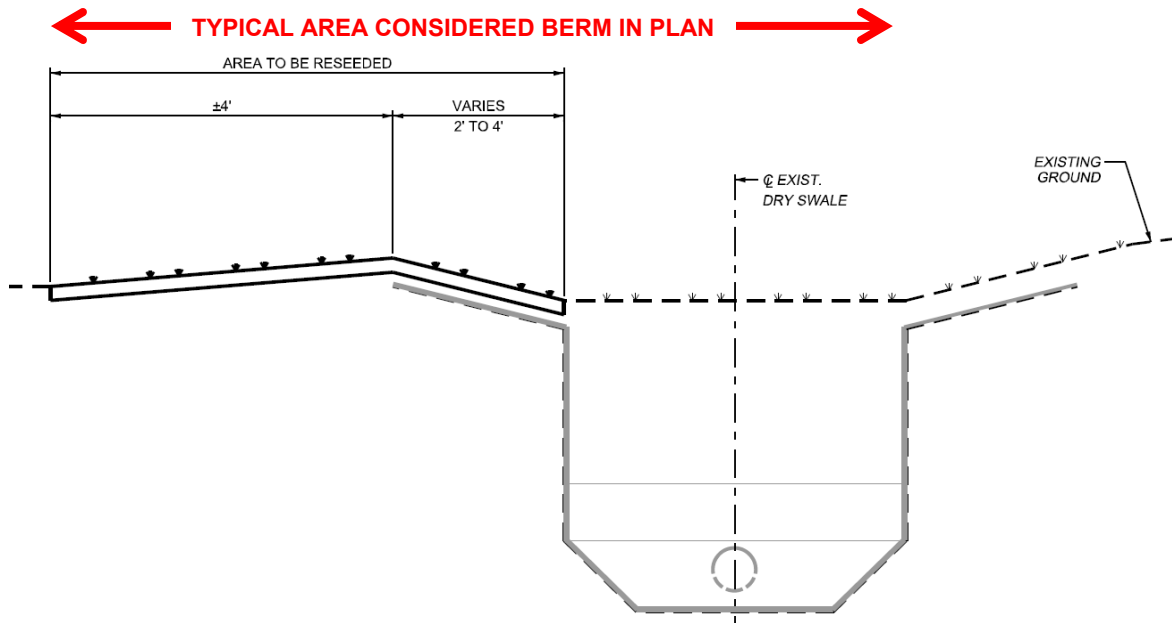 TYPICAL AREA CONSIDERED BERM IN PLAN
AREA TO BE RESEEDED
±4'
VARIES
2' TO 4'
℄ EXIST.
DRY SWALE
EXISTING
GROUND